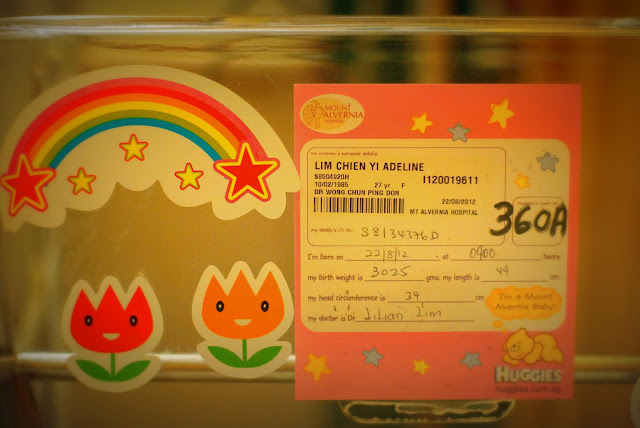 MOUNT
ALVERNIA
HOSPITAL
my mommy's personal details
LIM CHIEN YI ADELINE
S8504920H I120019611
10/02/1985 27 yr F
DR WONG CHUN PING DON
22/08/2012
MT ALVERNIA HOSPITAL
360A
my daddy's i/c no: S8134376D
I'm born on 22/8/12 at 0900 hours
my birth weight is 3025 gms. my length is 49 cm
my head circumference is 34 cm
my doctor is Dr Lilian Lim
I'm a Mount
Alvernia Baby!
HUGGIES
huggies.com.sg